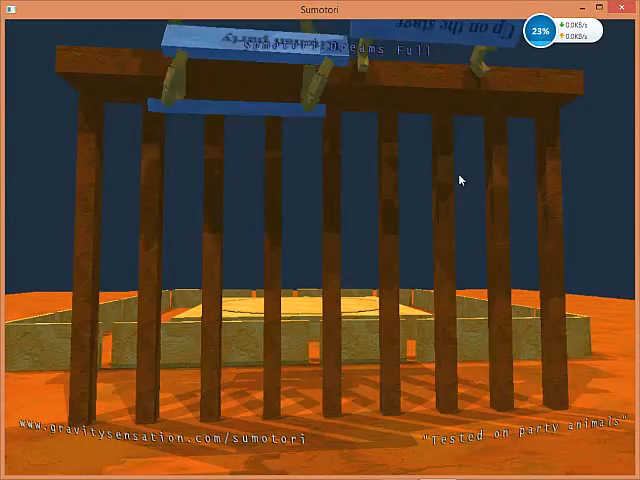 Sumotori
Up on the stage
party
Sumotori Dreams Full
23%
0.0KB/s
0.0KB/s
www.gravitysensation.com/sumotori
"Tested on party animals"